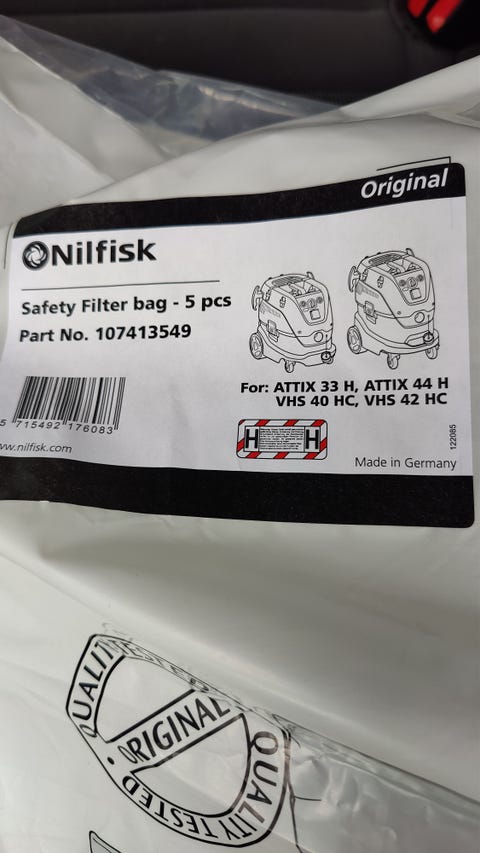 Original
Nilfisk
Safety Filter bag - 5 pcs
Part No. 107413549
For: ATTIX 33 H, ATTIX 44 H
VHS 40 HC, VHS 42 HC
5 715492 176083
H H
ww.nilfisk.com
Made in Germany
122085
QUALITY TESTED • QUALITY TESTED
ORIGINAL